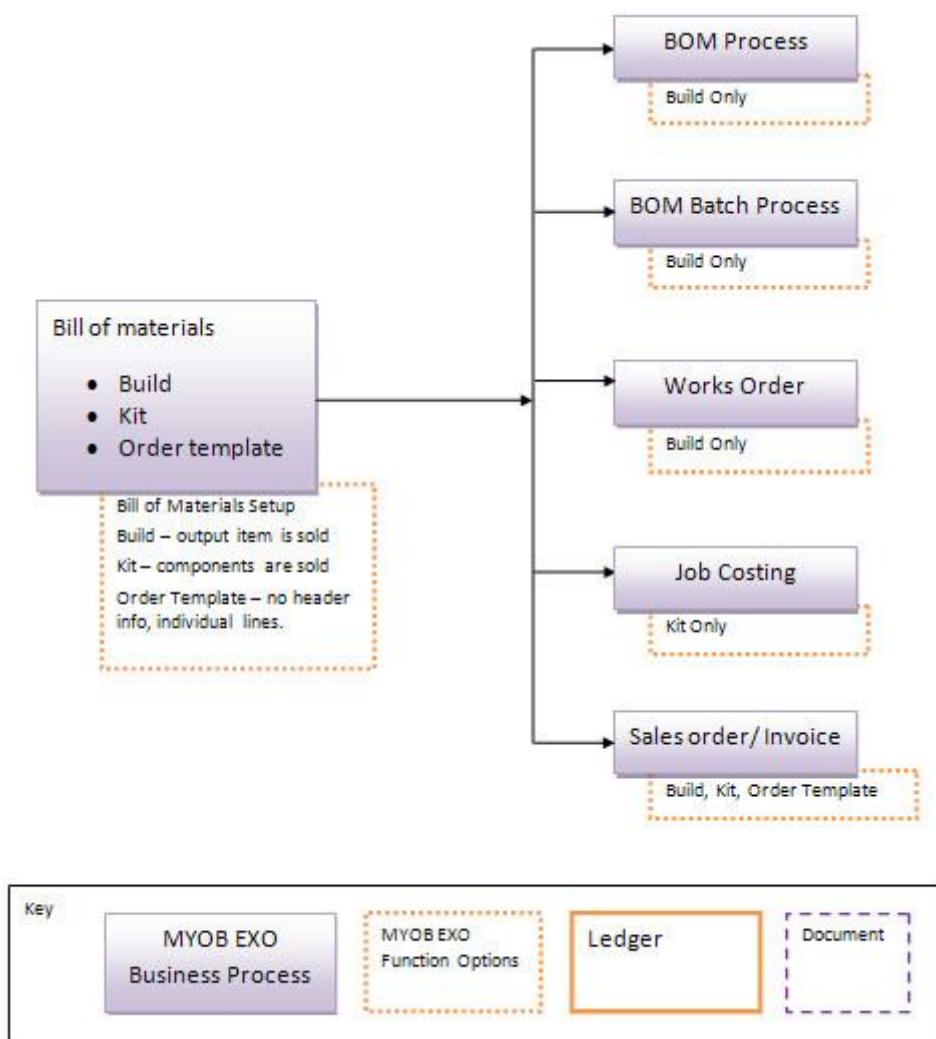 BOM Process
Build Only
BOM Batch Process
Build Only
Bill of materials
• Build
• Kit
• Order template
Bill of Materials Setup
Build – output item is sold
Kit – components are sold
Order Template – no header
info, individual lines.
Works Order
Build Only
Job Costing
Kit Only
Sales order/ Invoice
Build, Kit, Order Template
Key
MYOB EXO
Business Process
MYOB EXO
Function Options
Ledger
Document